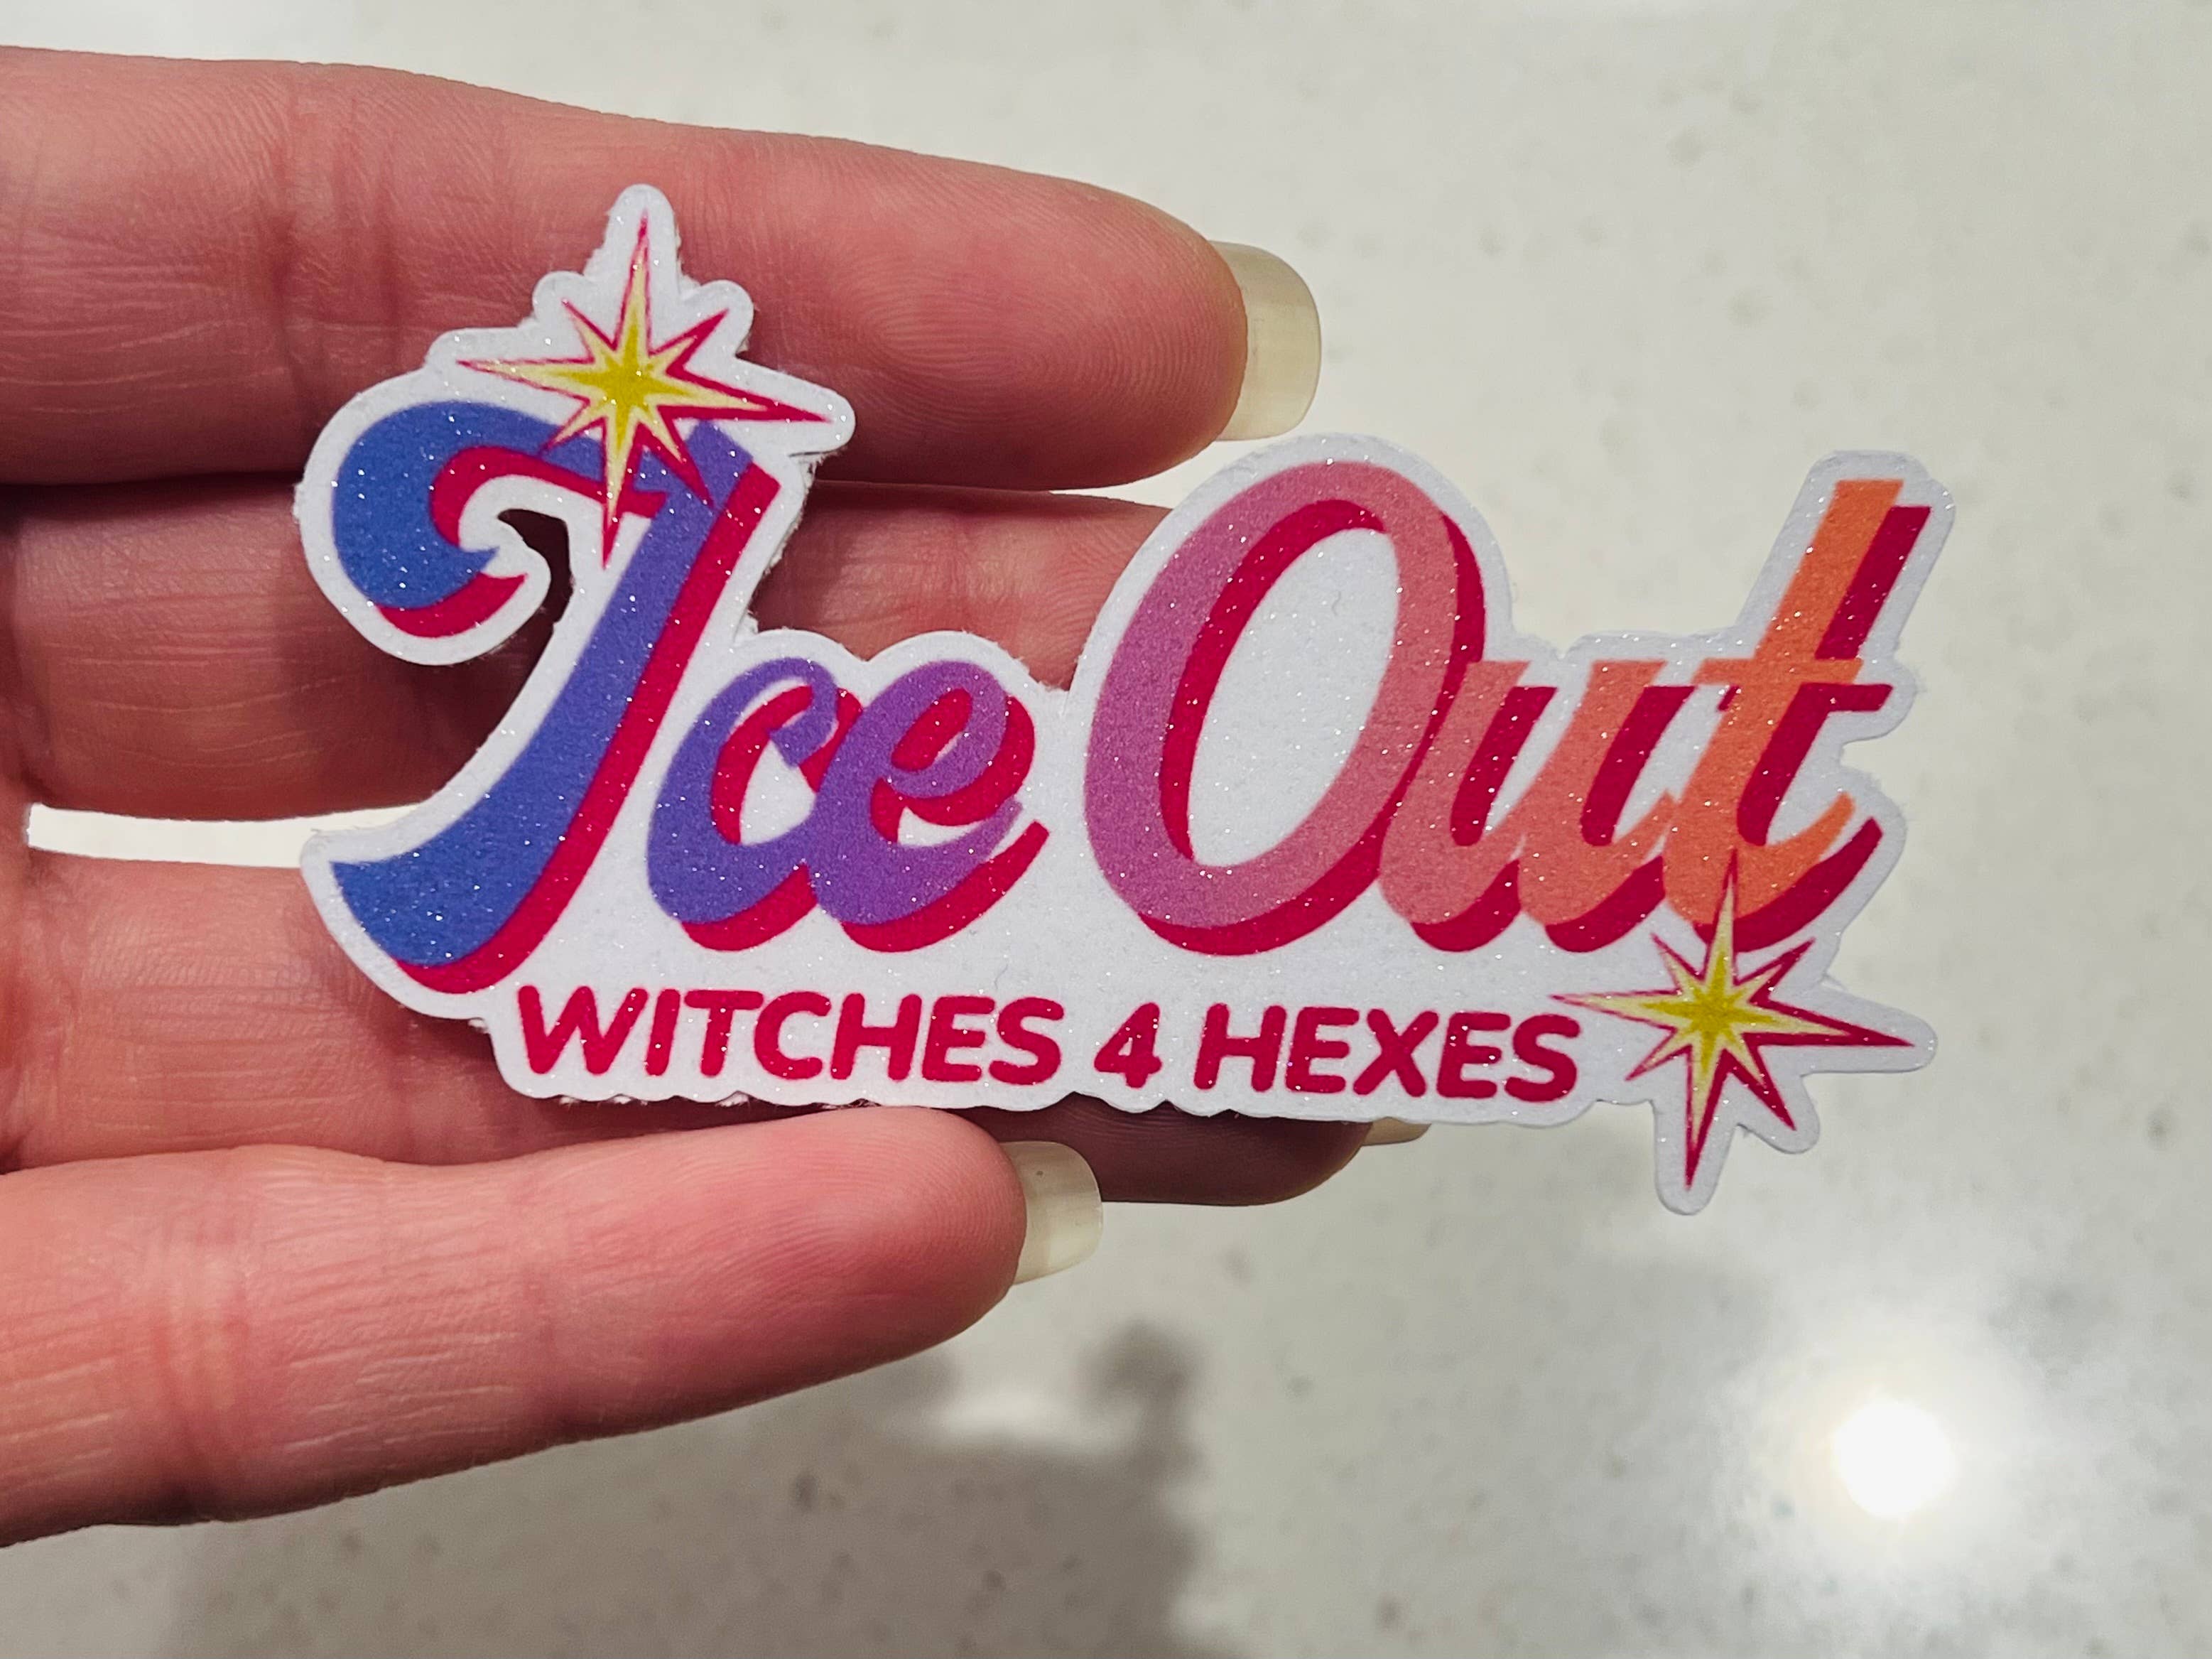 Ice Out
WITCHES 4 HEXES